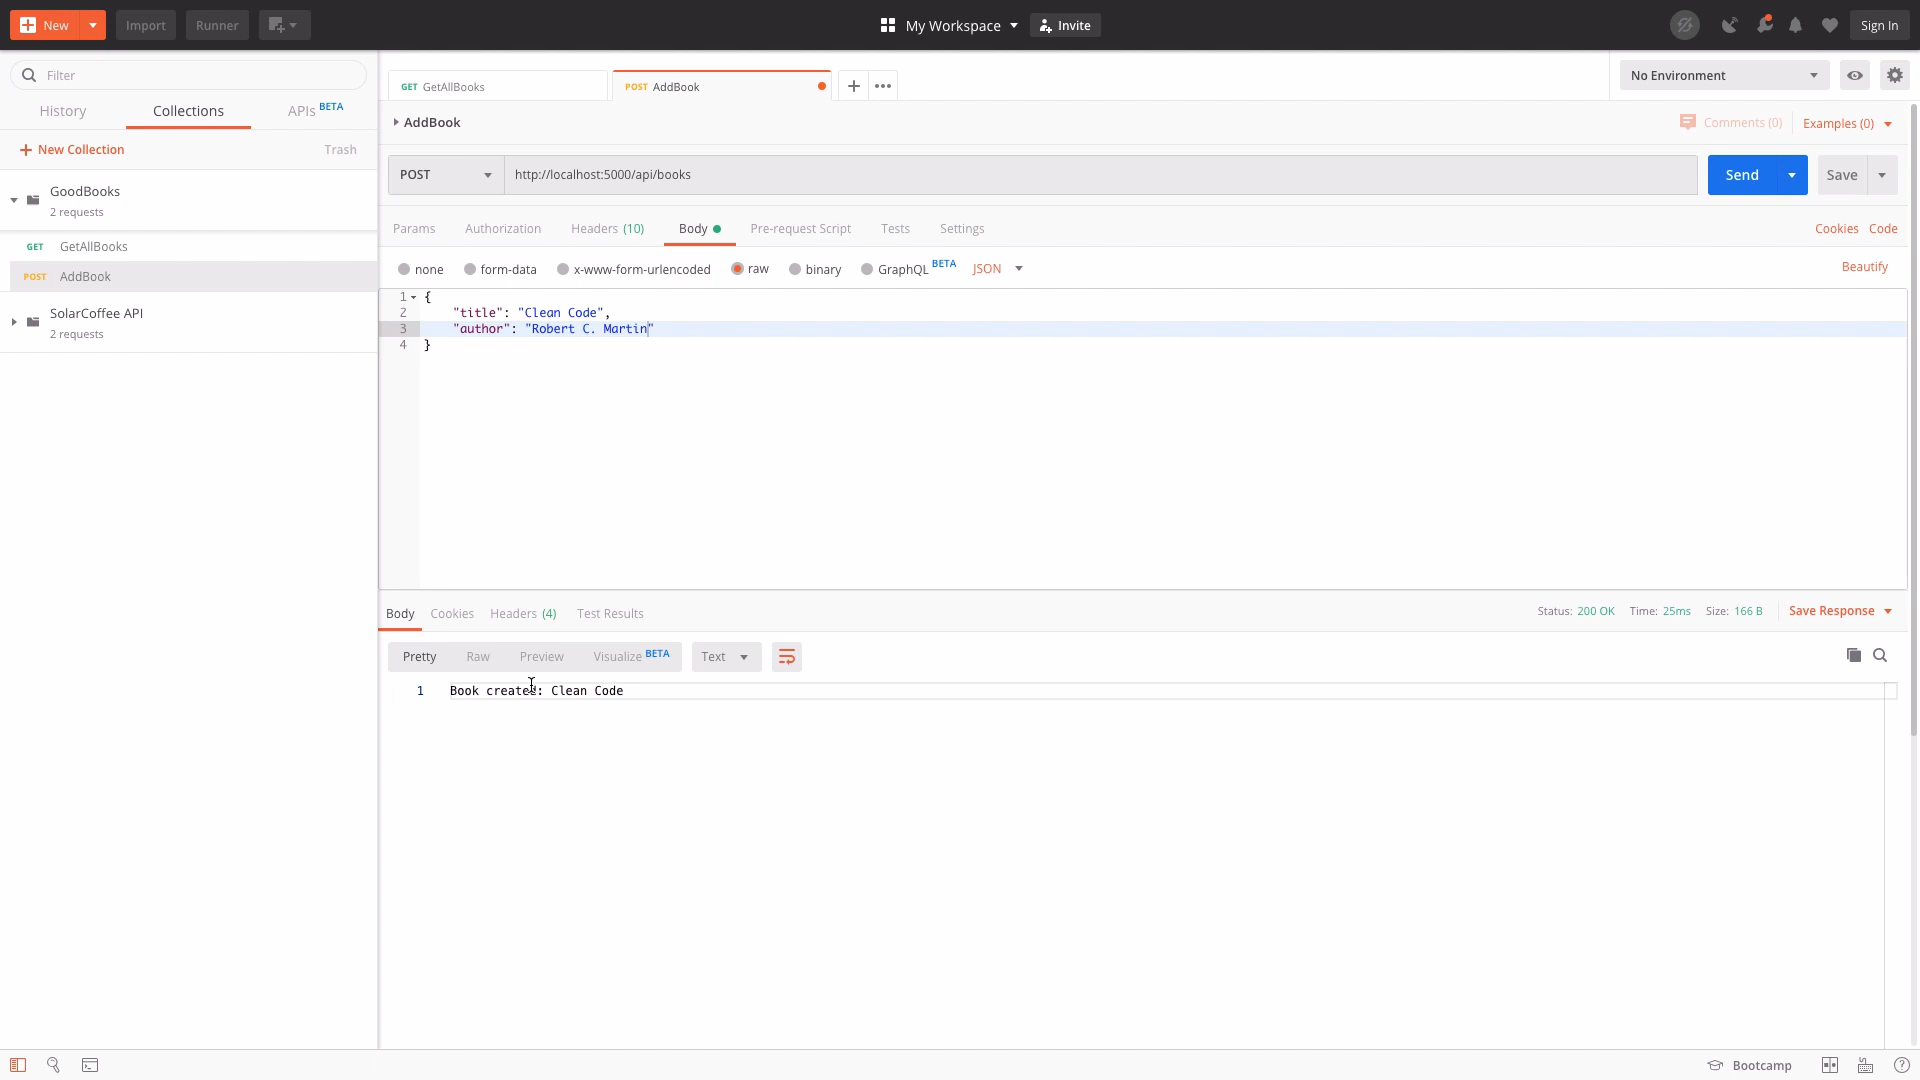 New
Import
Runner
My Workspace
Invite
Sign In
Filter
History
Collections
APIs BETA
New Collection
Trash
GoodBooks
2 requests
GET GetAllBooks
POST AddBook
SolarCoffee API
2 requests
GET GetAllBooks
POST AddBook
No Environment
AddBook
Comments (0)
Examples (0)
POST
http://localhost:5000/api/books
Send
Save
Params
Authorization
Headers (10)
Body
Pre-request Script
Tests
Settings
Cookies
Code
none
form-data
x-www-form-urlencoded
raw
binary
GraphQL BETA
JSON
Beautify
1 {
2 "title": "Clean Code",
3 "author": "Robert C. Martin"
4 }
Body
Cookies
Headers (4)
Test Results
Status: 200 OK
Time: 25ms
Size: 166 B
Save Response
Pretty
Raw
Preview
Visualize BETA
Text
1 Book created: Clean Code
Bootcamp